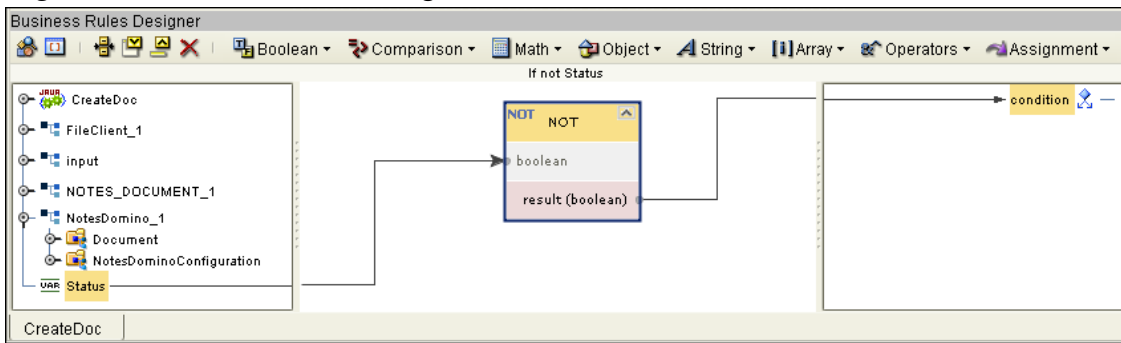 Business Rules Designer
Boolean Comparison Math Object A String [i] Array Operators Assignment
If not Status
JAVA CreateDoc
FileClient_1
input
NOTES_DOCUMENT_1
NotesDomino_1
Document
NotesDominoConfiguration
VAR Status
NOT NOT
boolean
result (boolean)
condition
CreateDoc